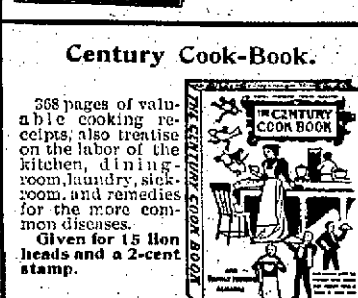 Century Cook-Book.
368 pages of valu-
able cooking re-
ceipts, also treatise
on the labor of the
kitchen, dining-
room, laundry, sick-
room, and remedies
for the more com-
mon diseases.
Given for 15 lion
heads and a 2-cent
stamp.
THE CENTURY
COOK BOOK
THE CENTURY COOK BOOK
AND